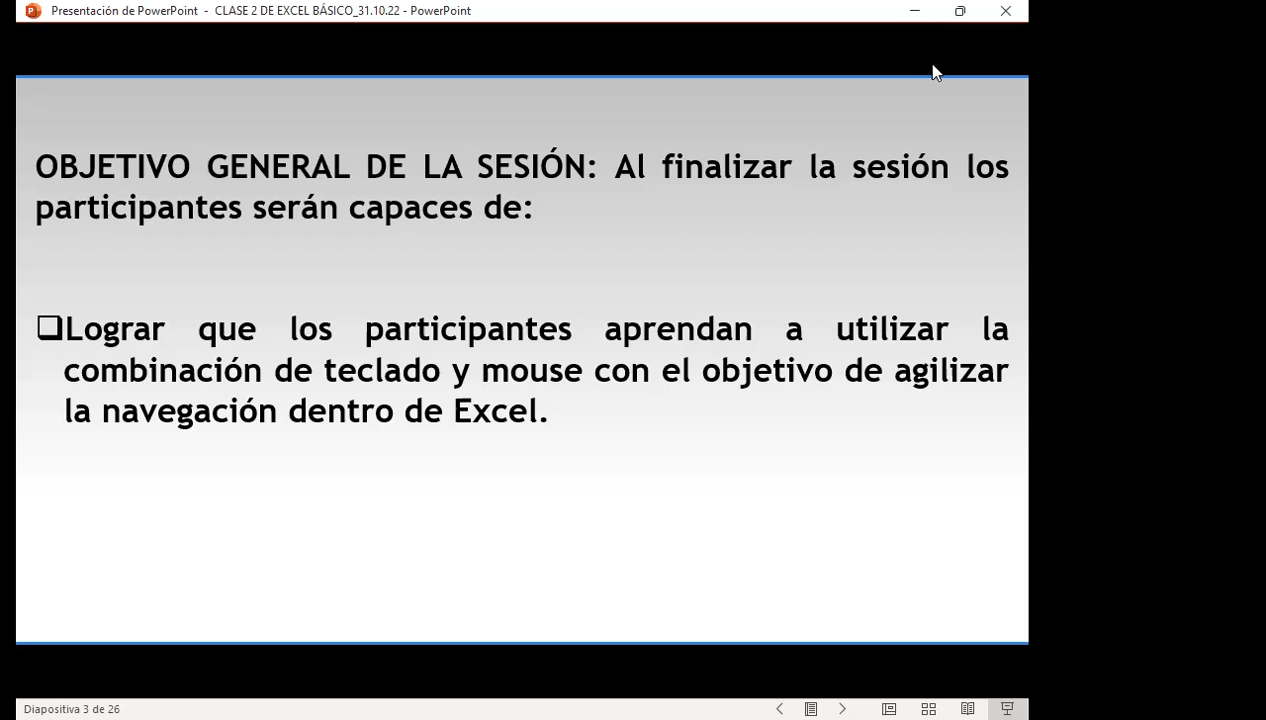 Presentación de PowerPoint - CLASE 2 DE EXCEL BÁSICO_31.10.22 - PowerPoint
OBJETIVO GENERAL DE LA SESIÓN: Al finalizar la sesión los
participantes serán capaces de:
❑Lograr que los participantes aprendan a utilizar la
combinación de teclado y mouse con el objetivo de agilizar
la navegación dentro de Excel.
Diapositiva 3 de 26